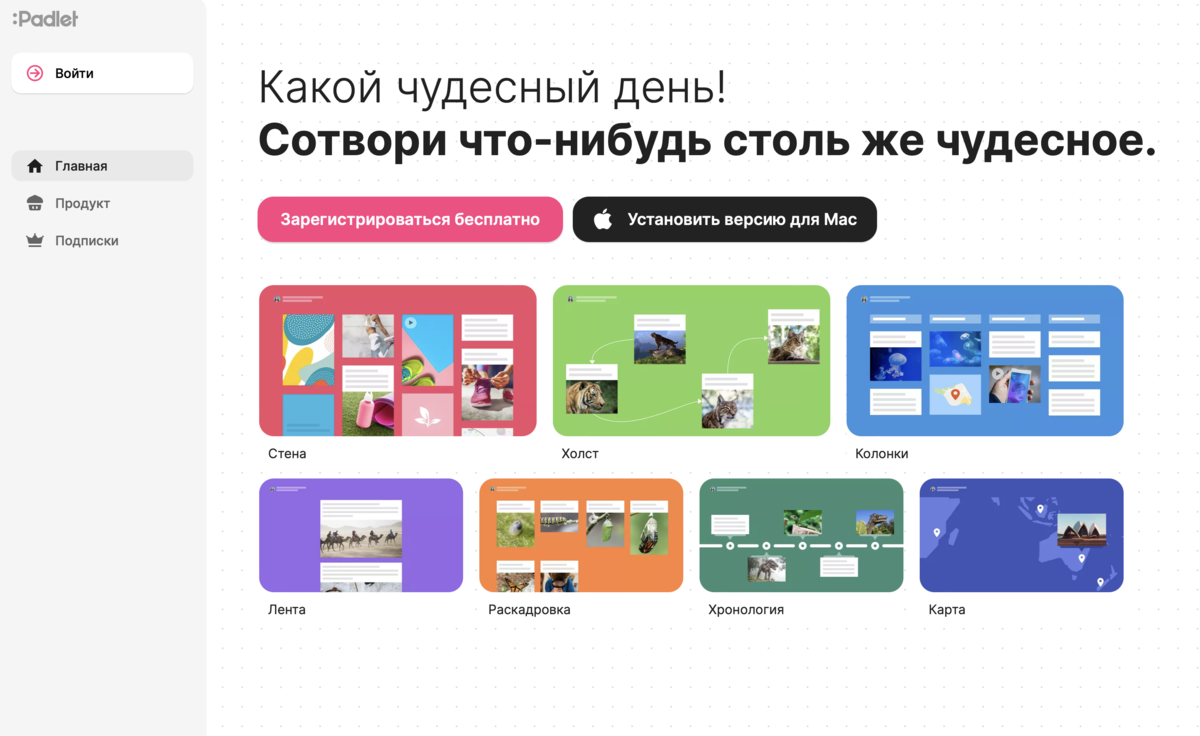 :Padlet
Войти
Главная
Продукт
Подписки
Какой чудесный день!
Сотвори что-нибудь столь же чудесное.
Зарегистрироваться бесплатно
Установить версию для Mac
Стена
Холст
Колонки
Лента
Раскадровка
Хронология
Карта